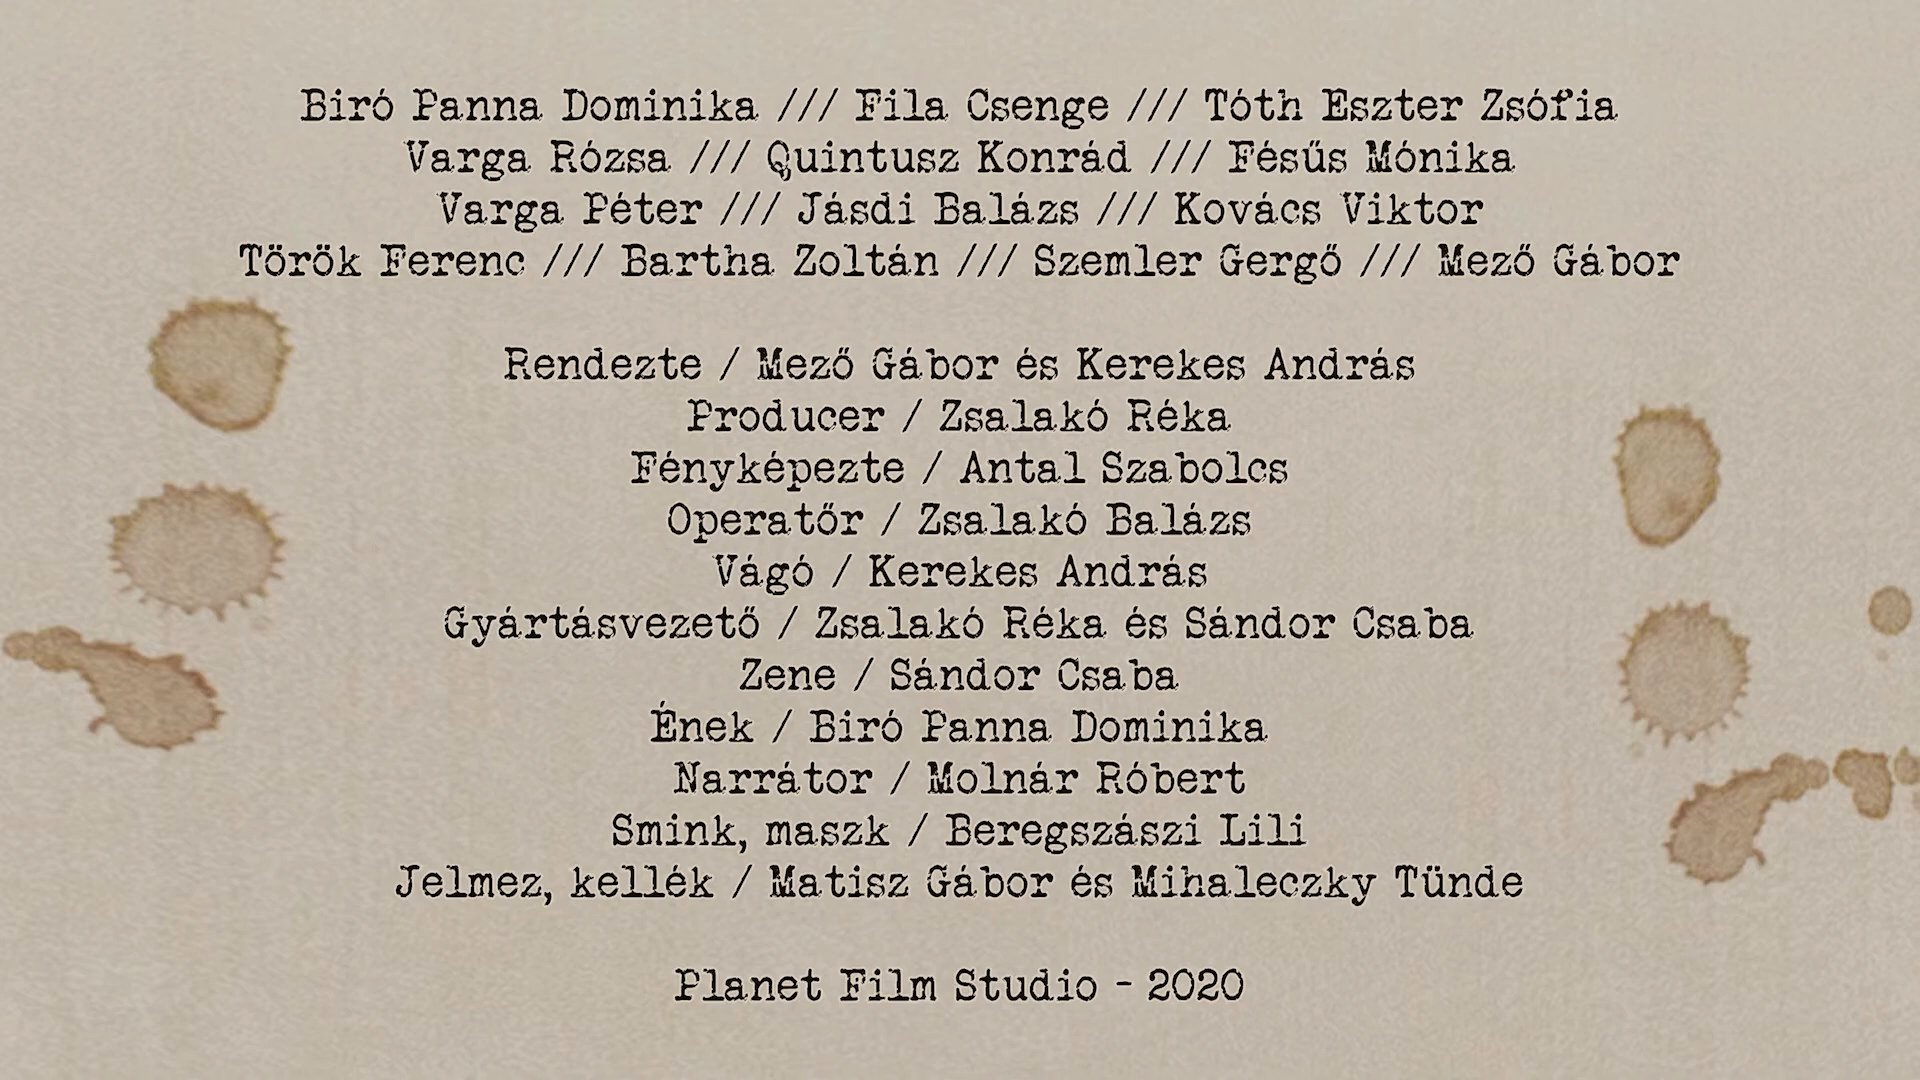 Biró Panna Dominika /// Fila Csenge /// Tóth Eszter Zsófia
Varga Rózsa /// Quintusz Konrád /// Fésűs Mónika
Varga Péter /// Jásdi Balázs /// Kovács Viktor
Török Ferenc /// Bartha Zoltán /// Szemler Gergő /// Mező Gábor
Rendezte / Mező Gábor és Kerekes András
Producer / Zsalakó Réka
Fényképezte / Antal Szabolcs
Operatőr / Zsalakó Balázs
Vágó / Kerekes András
Gyártásvezető / Zsalakó Réka és Sándor Csaba
Zene / Sándor Csaba
Ének / Biró Panna Dominika
Narrátor / Molnár Róbert
Smink, maszk / Beregszászi Lili
Jelmez, kellék / Matisz Gábor és Mihaleczky Tünde
Planet Film Studio - 2020